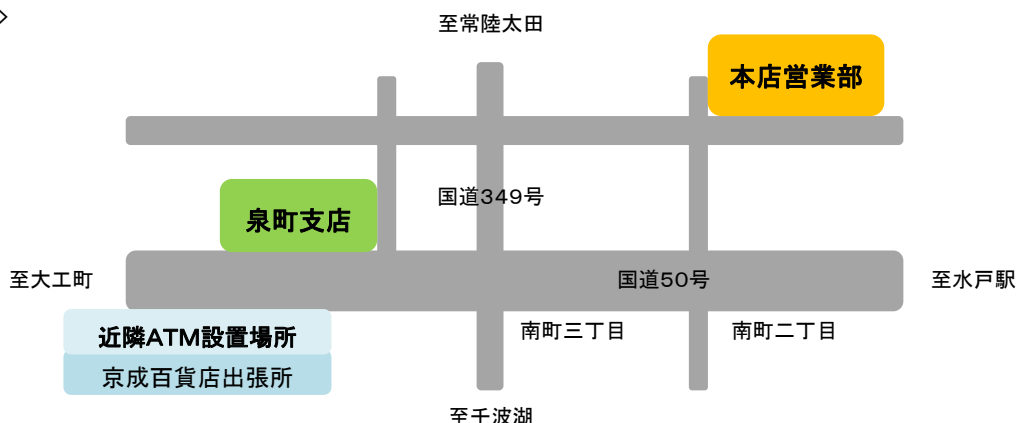 至常陸太田
本店営業部
国道349号
泉町支店
至大工町
国道50号
至水戸駅
近隣ATM設置場所
南町三丁目
南町二丁目
京成百貨店出張所
至千波湖